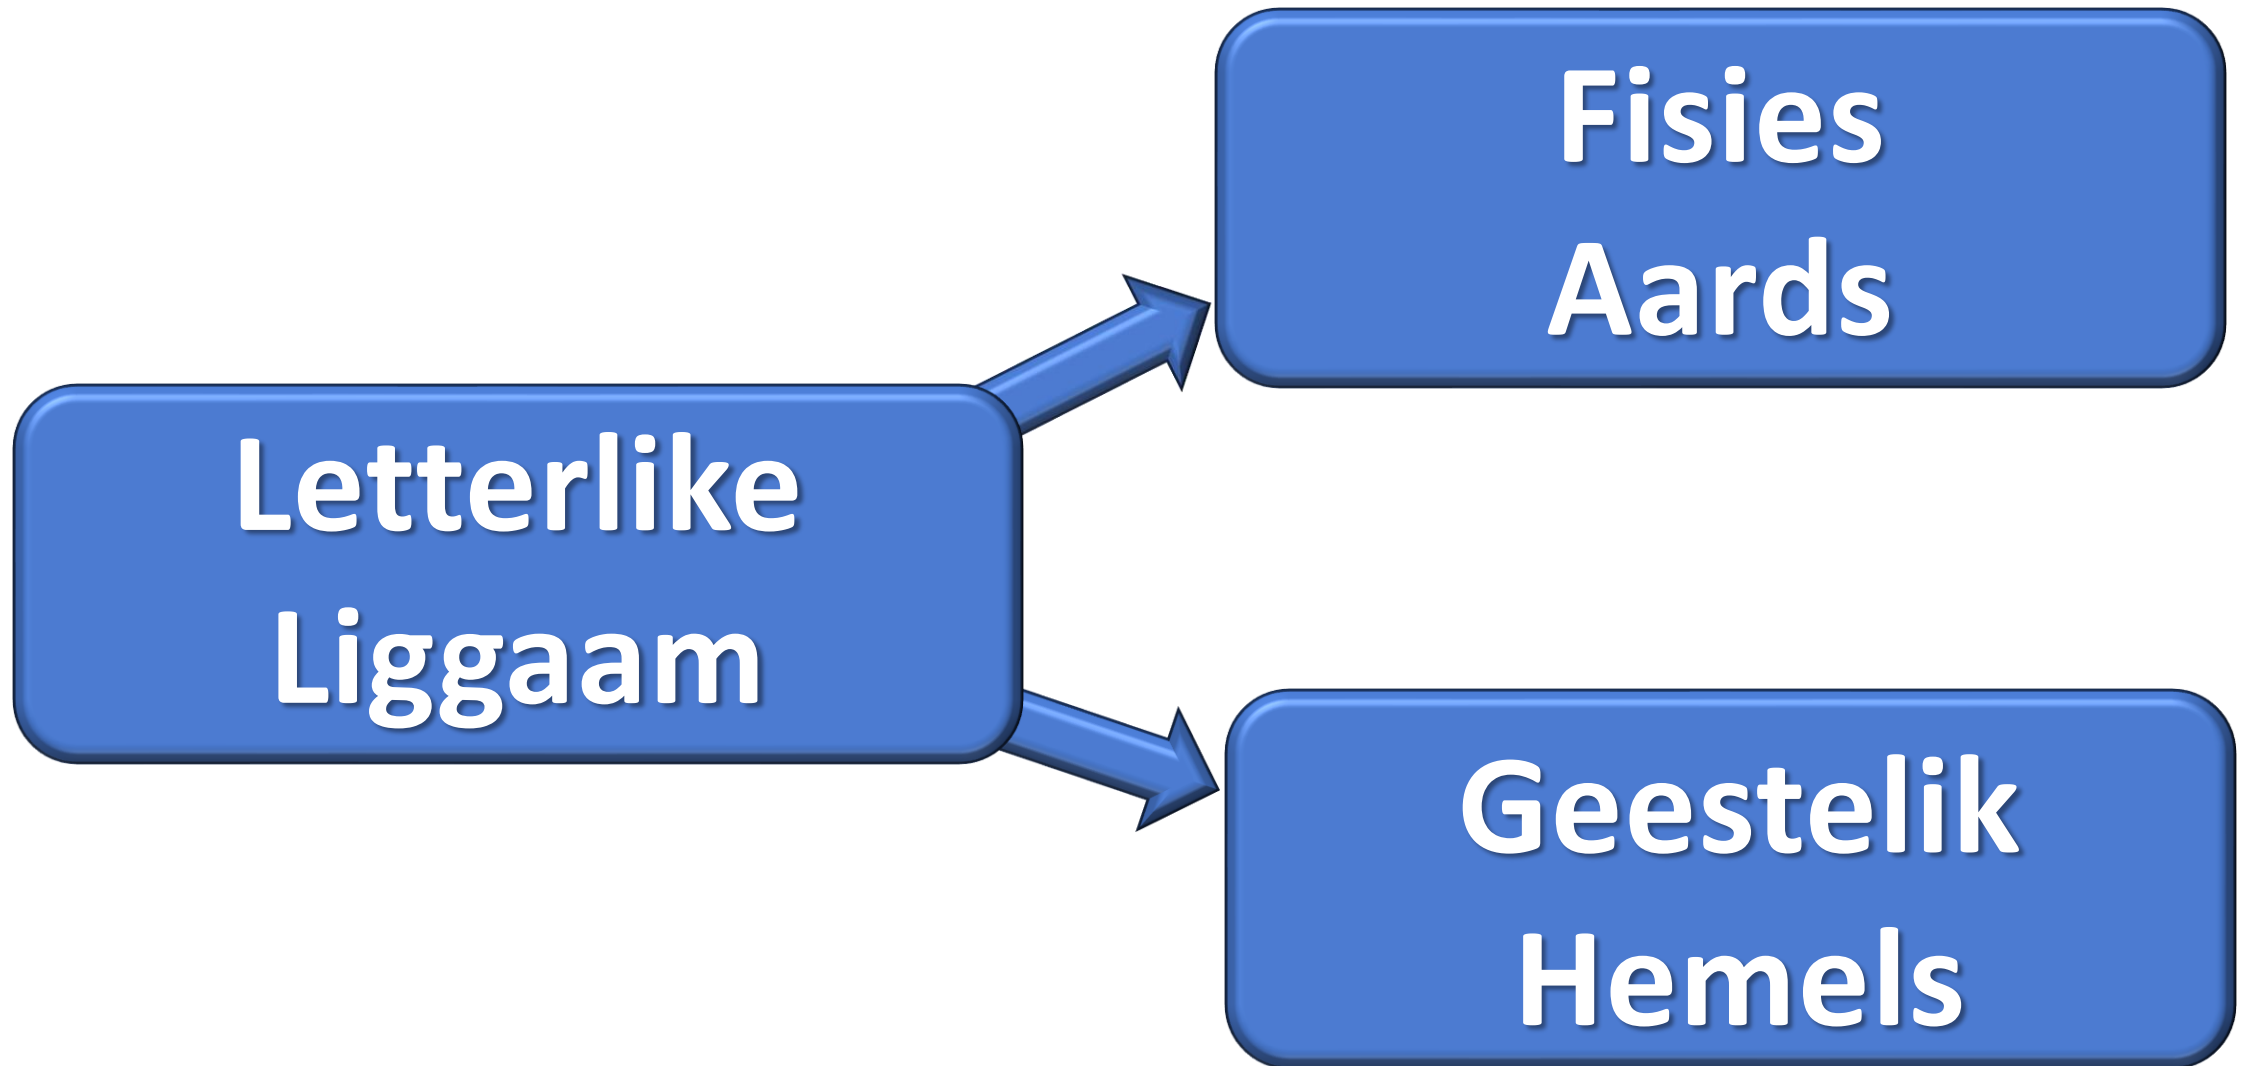 Fisies
Aards
Letterlike
Liggaam
Geestelik
Hemels